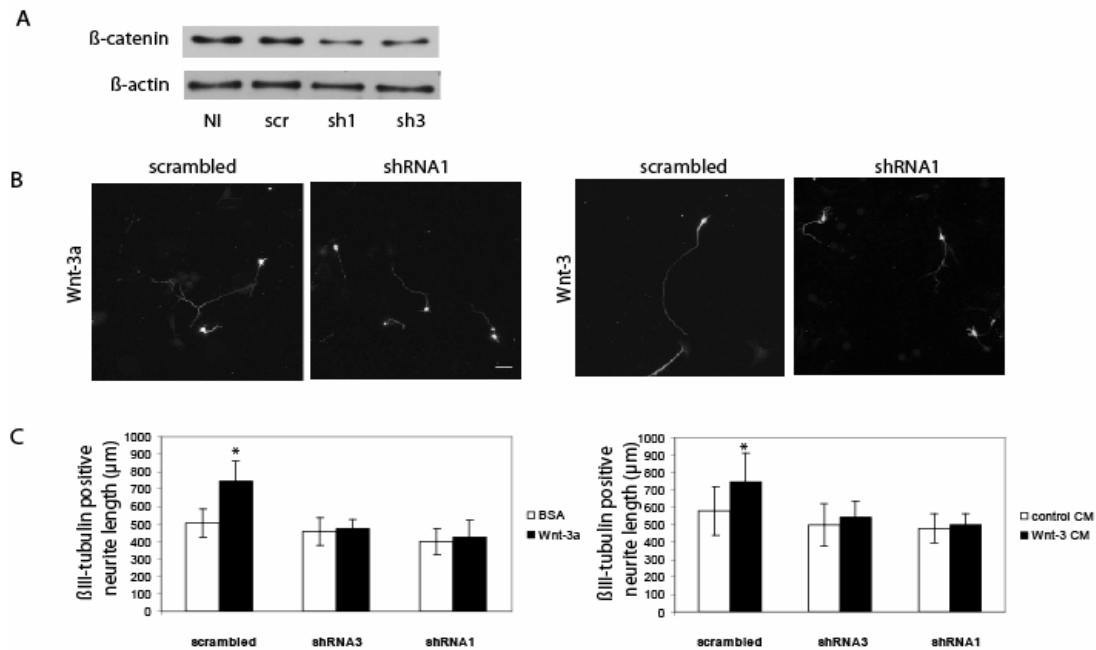 A
ß-catenin
ß-actin
NI scr sh1 sh3
B
scrambled shRNA1 scrambled shRNA1
Wnt-3a
Wnt-3
C
ßIII-tubulin positive
neurite length (µm)
1000
900
800
700
600
500
400
300
200
100
0
*
scrambled shRNA3 shRNA1
BSA
Wnt-3a
ßIII-tubulin positive
neurite length (µm)
1000
900
800
700
600
500
400
300
200
100
0
*
scrambled shRNA3 shRNA1
control CM
Wnt-3 CM